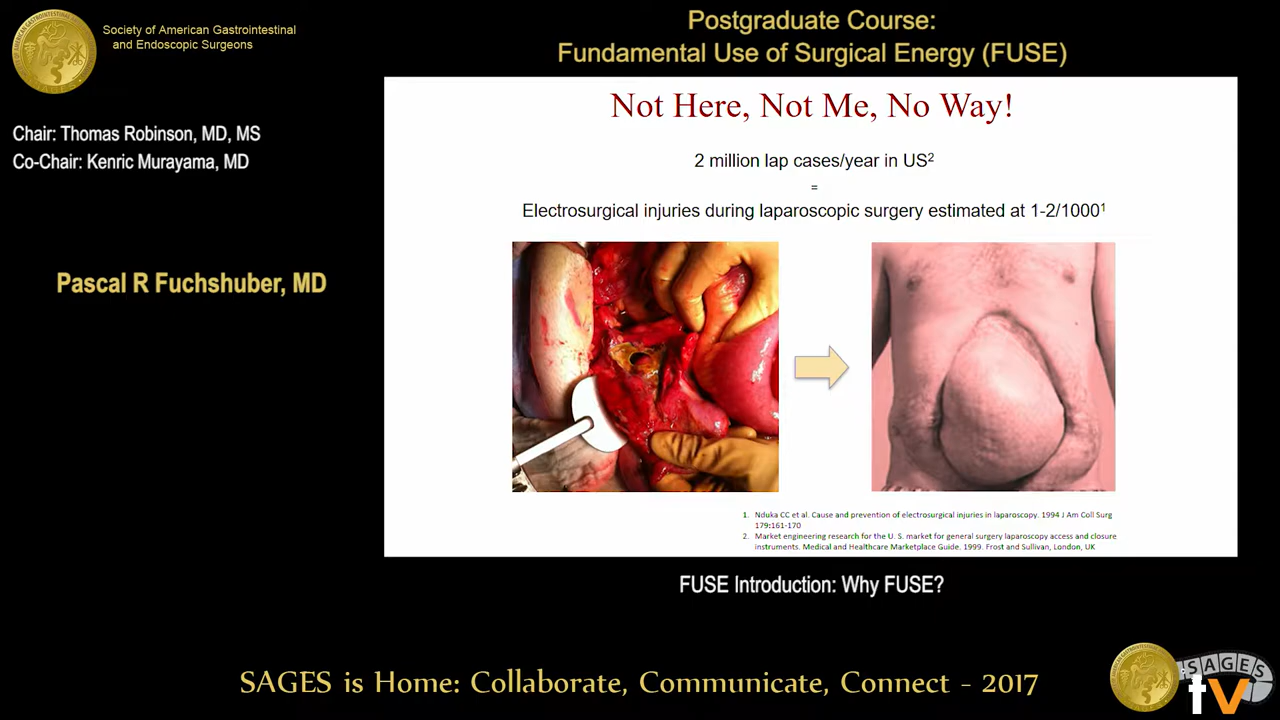 Society of American Gastrointestinal
and Endoscopic Surgeons
Postgraduate Course:
Fundamental Use of Surgical Energy (FUSE)
Chair: Thomas Robinson, MD, MS
Co-Chair: Kenric Murayama, MD
Pascal R Fuchshuber, MD
Not Here, Not Me, No Way!
2 million lap cases/year in US²
=
Electrosurgical injuries during laparoscopic surgery estimated at 1-2/1000¹
1. Nduka CC et al. Cause and prevention of electrosurgical injuries in laparoscopy. 1994 J Am Coll Surg
179:161-170
2. Market engineering research for the U. S. market for general surgery laparoscopy access and closure
instruments. Medical and Healthcare Marketplace Guide. 1999. Frost and Sullivan, London, UK
FUSE Introduction: Why FUSE?
SAGES is Home: Collaborate, Communicate, Connect - 2017
SAGES
tv